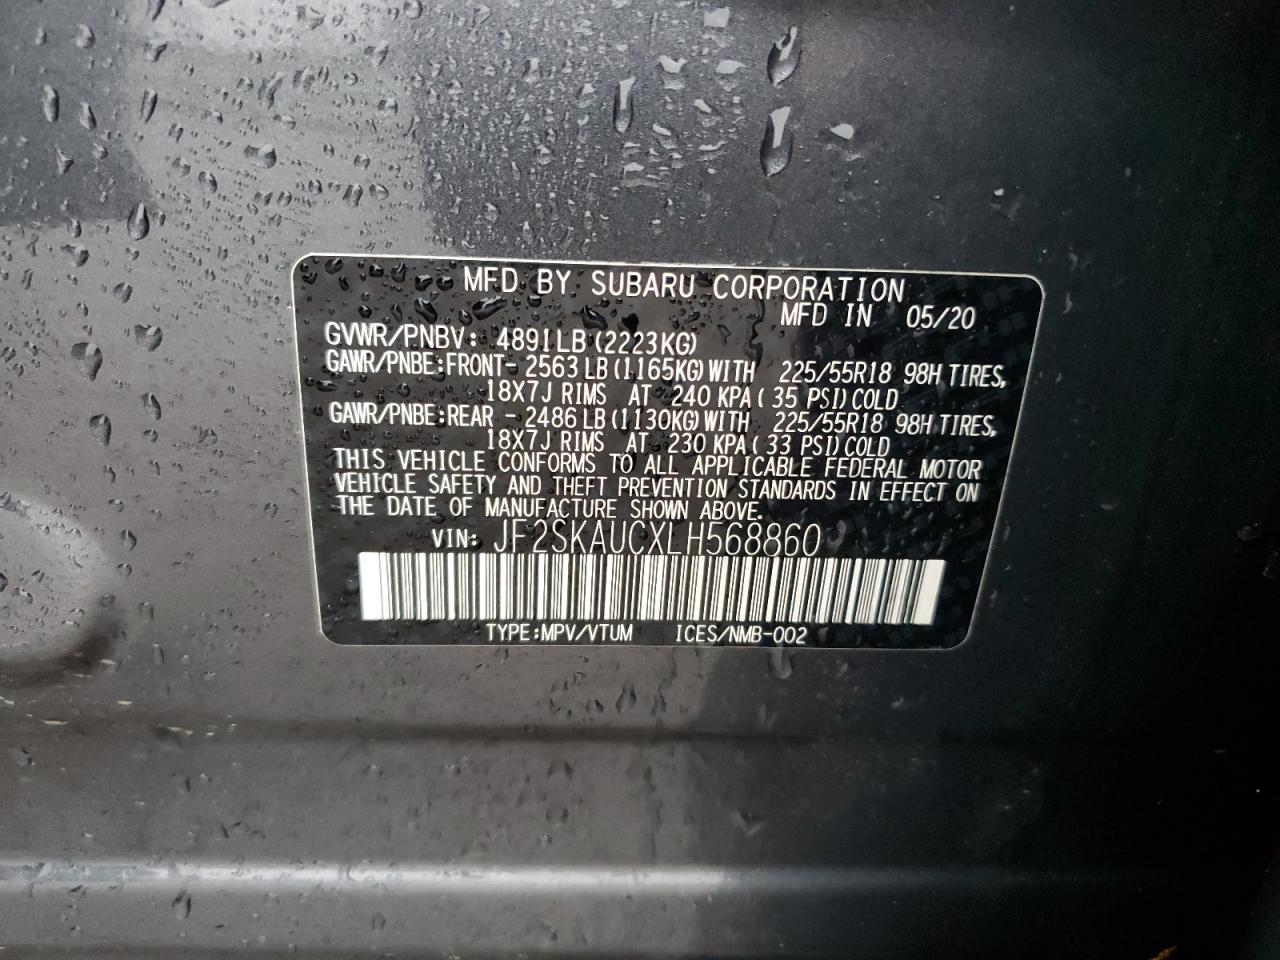 MFD BY SUBARU CORPORATION
MFD IN 05/20
GVWR/PNBV: 4891LB(2223KG)
GAWR/PNBE:FRONT- 2563LB(1165KG)WITH 225/55R18 98H TIRES,
18X7J RIMS AT 240 KPA( 35 PSI)COLD
GAWR/PNBE:REAR - 2486LB(1130KG)WITH 225/55R18 98H TIRES,
18X7J RIMS AT 230 KPA( 33 PSI)COLD
THIS VEHICLE CONFORMS TO ALL APPLICABLE FEDERAL MOTOR
VEHICLE SAFETY AND THEFT PREVENTION STANDARDS IN EFFECT ON
THE DATE OF MANUFACTURE SHOWN ABOVE.
VIN: JF2SKAUCXLH568860
TYPE:MPV/VTUM ICES/NMB-002